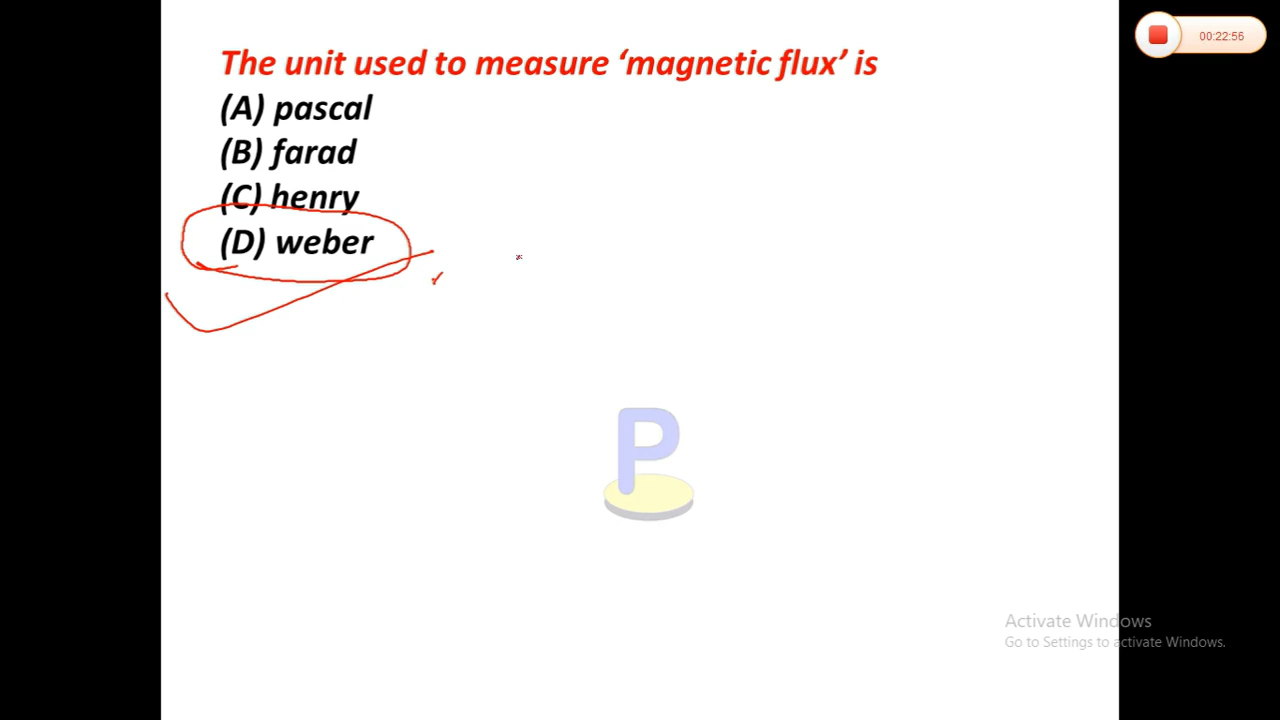 The unit used to measure ‘magnetic flux’ is
(A) pascal
(B) farad
(C) henry
(D) weber
00:22:56
P
Activate Windows
Go to Settings to activate Windows.